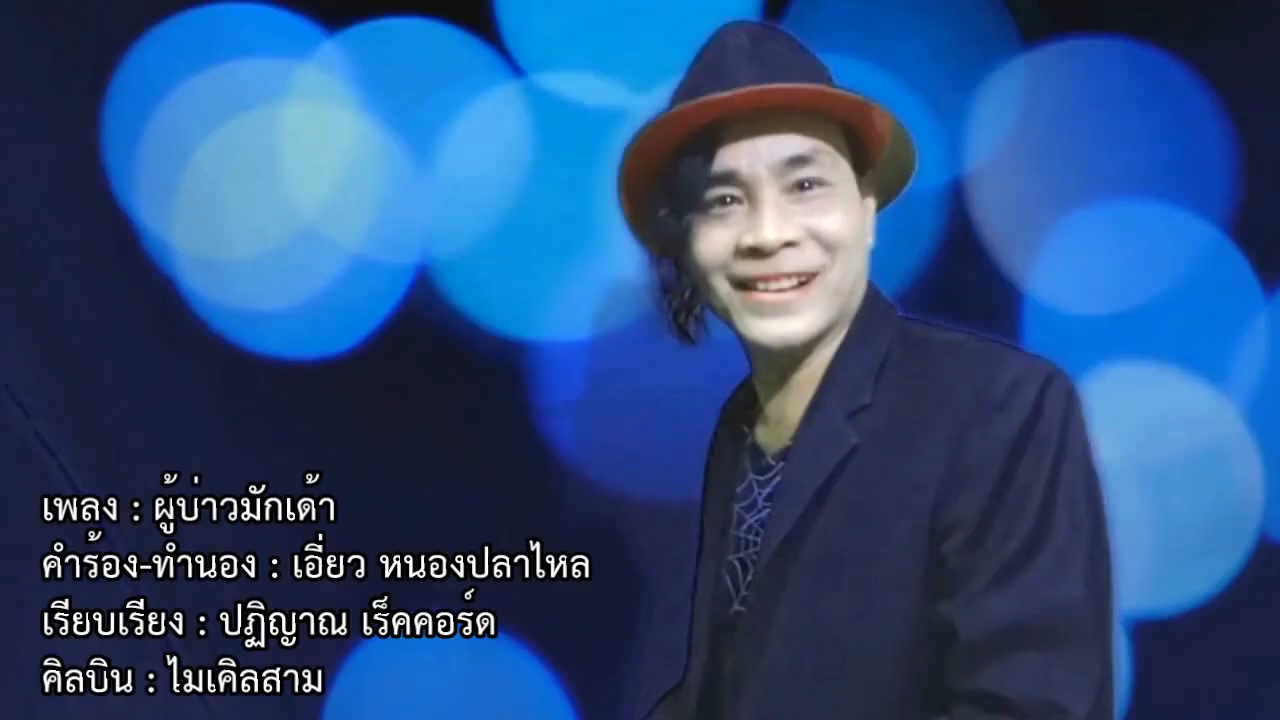 เพลง : ผู้บ่าวมักเด้า
คำร้อง-ทำนอง : เอี่ยว หนองปลาไหล
เรียบเรียง : ปฏิญาณ เร็คคอร์ด
คิลบิน : ไมเคิลสาม